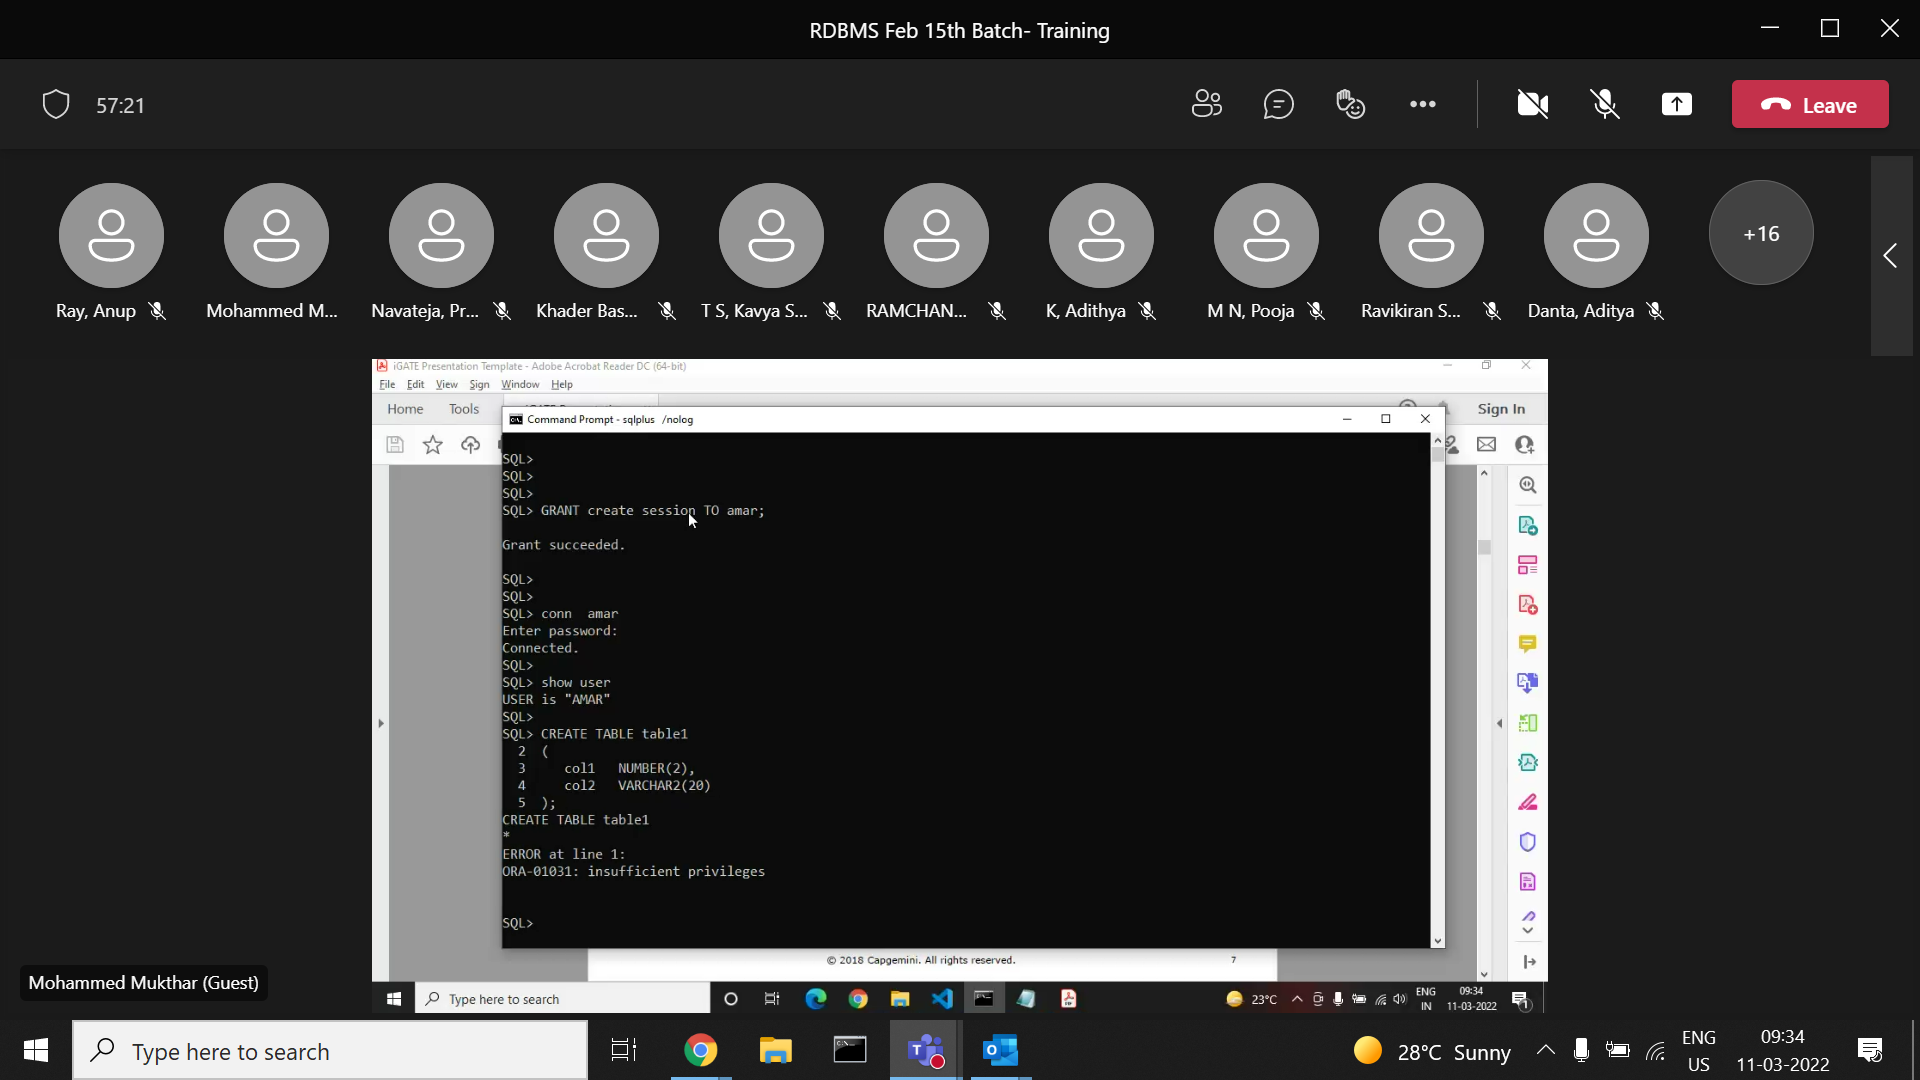 RDBMS Feb 15th Batch- Training
57:21
Leave
+16
Ray, Anup
Mohammed M...
Navateja, Pr...
Khader Bas...
T S, Kavya S...
RAMCHAN...
K, Adithya
M N, Pooja
Ravikiran S...
Danta, Aditya
iGATE Presentation Template - Adobe Acrobat Reader DC (64-bit)
File Edit View Sign Window Help
Home Tools
Sign In
Command Prompt - sqlplus /nolog
SQL>
SQL>
SQL>
SQL> GRANT create session TO amar;
Grant succeeded.
SQL>
SQL>
SQL> conn  amar
Enter password:
Connected.
SQL>
SQL> show user
USER is "AMAR"
SQL>
SQL> CREATE TABLE table1
2 (
3 col1 NUMBER(2),
4 col2 VARCHAR2(20)
5 );
CREATE TABLE table1
*
ERROR at line 1:
ORA-01031: insufficient privileges
SQL>
© 2018 Capgemini. All rights reserved. 7
Mohammed Mukthar (Guest)
Type here to search
23°C
ENG
IN
09:34
11-03-2022
1
Type here to search
28°C Sunny
ENG
US
09:34
11-03-2022